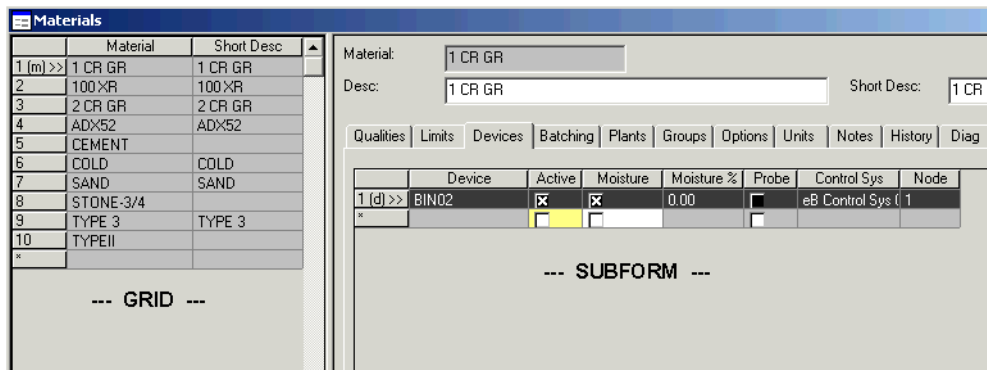 Materials
Material Short Desc
1 (m) >> 1 CR GR 1 CR GR
2 100 XR 100 XR
3 2 CR GR 2 CR GR
4 ADX52 ADX52
5 CEMENT
6 COLD COLD
7 SAND SAND
8 STONE-3/4
9 TYPE 3 TYPE 3
10 TYPEII
*
--- GRID ---
Material: 1 CR GR
Desc: 1 CR GR Short Desc: 1 CR
Qualities Limits Devices Batching Plants Groups Options Units Notes History Diag
Device Active Moisture Moisture % Probe Control Sys Node
1 (d) >> BIN02 0.00 eB Control Sys ( 1
*
--- SUBFORM ---